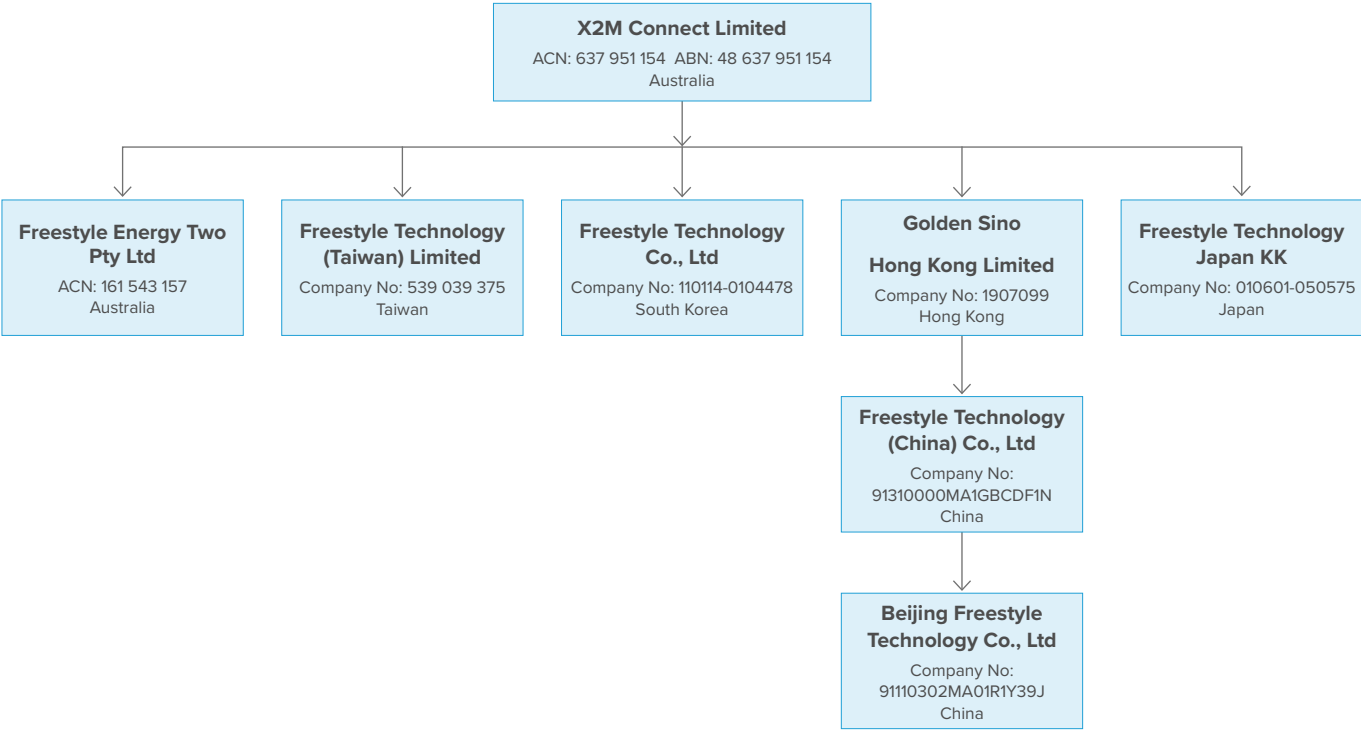 X2M Connect Limited
ACN: 637 951 154 ABN: 48 637 951 154
Australia
Freestyle Energy Two
Pty Ltd
ACN: 161 543 157
Australia
Freestyle Technology
(Taiwan) Limited
Company No: 539 039 375
Taiwan
Freestyle Technology
Co., Ltd
Company No: 110114-0104478
South Korea
Golden Sino
Hong Kong Limited
Company No: 1907099
Hong Kong
Freestyle Technology
Japan KK
Company No: 010601-050575
Japan
Freestyle Technology
(China) Co., Ltd
Company No:
91310000MA1GBCDF1N
China
Beijing Freestyle
Technology Co., Ltd
Company No:
91110302MA01R1Y39J
China